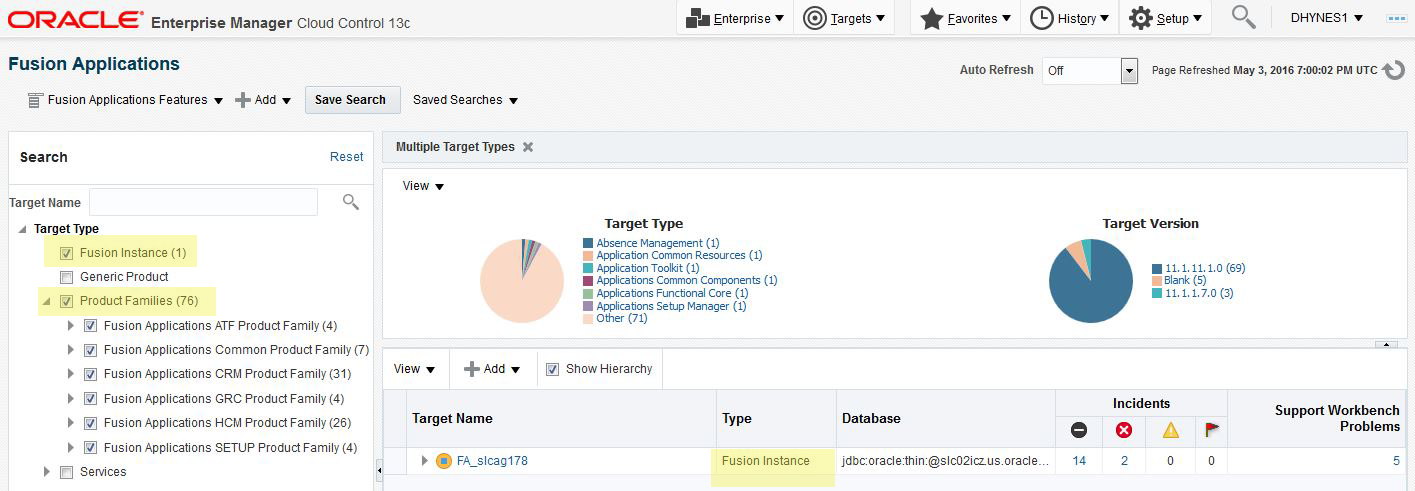 ORACLE Enterprise Manager Cloud Control 13c
Enterprise Targets Favorites History Setup DHYNES1
Fusion Applications
Auto Refresh Off Page Refreshed May 3, 2016 7:00:02 PM UTC
Fusion Applications Features Add Save Search Saved Searches
Search Reset
Target Name
Target Type
Fusion Instance (1)
Generic Product
Product Families (76)
Fusion Applications ATF Product Family (4)
Fusion Applications Common Product Family (7)
Fusion Applications CRM Product Family (31)
Fusion Applications GRC Product Family (4)
Fusion Applications HCM Product Family (26)
Fusion Applications SETUP Product Family (4)
Services
Multiple Target Types
View
Target Type
Absence Management (1)
Application Common Resources (1)
Application Toolkit (1)
Applications Common Components (1)
Applications Functional Core (1)
Applications Setup Manager (1)
Other (71)
Target Version
11.1.11.1.0 (69)
Blank (5)
11.1.1.7.0 (3)
View Add Show Hierarchy
Target Name Type Database Incidents Support Workbench Problems
FA_slcag178 Fusion Instance jdbc:oracle:thin:@slc02icz.us.oracle... 14 2 0 0 5